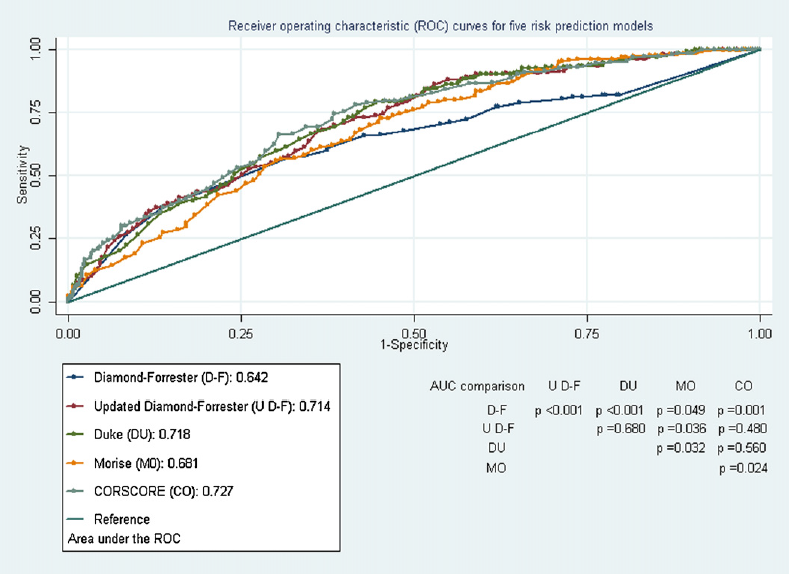 Receiver operating characteristic (ROC) curves for five risk prediction models
Sensitivity
1.00
0.75
0.50
0.25
0.00
0.00 0.25 0.50 0.75 1.00
1-Specificity
Diamond-Forrester (D-F): 0.642
Updated Diamond-Forrester (U D-F): 0.714
Duke (DU): 0.718
Morise (M0): 0.681
CORSCORE (CO): 0.727
Reference
Area under the ROC
AUC comparison U D-F DU MO CO
D-F p <0.001 p <0.001 p =0.049 p =0.001
U D-F p =0.680 p =0.036 p =0.480
DU p =0.032 p =0.560
MO p =0.024